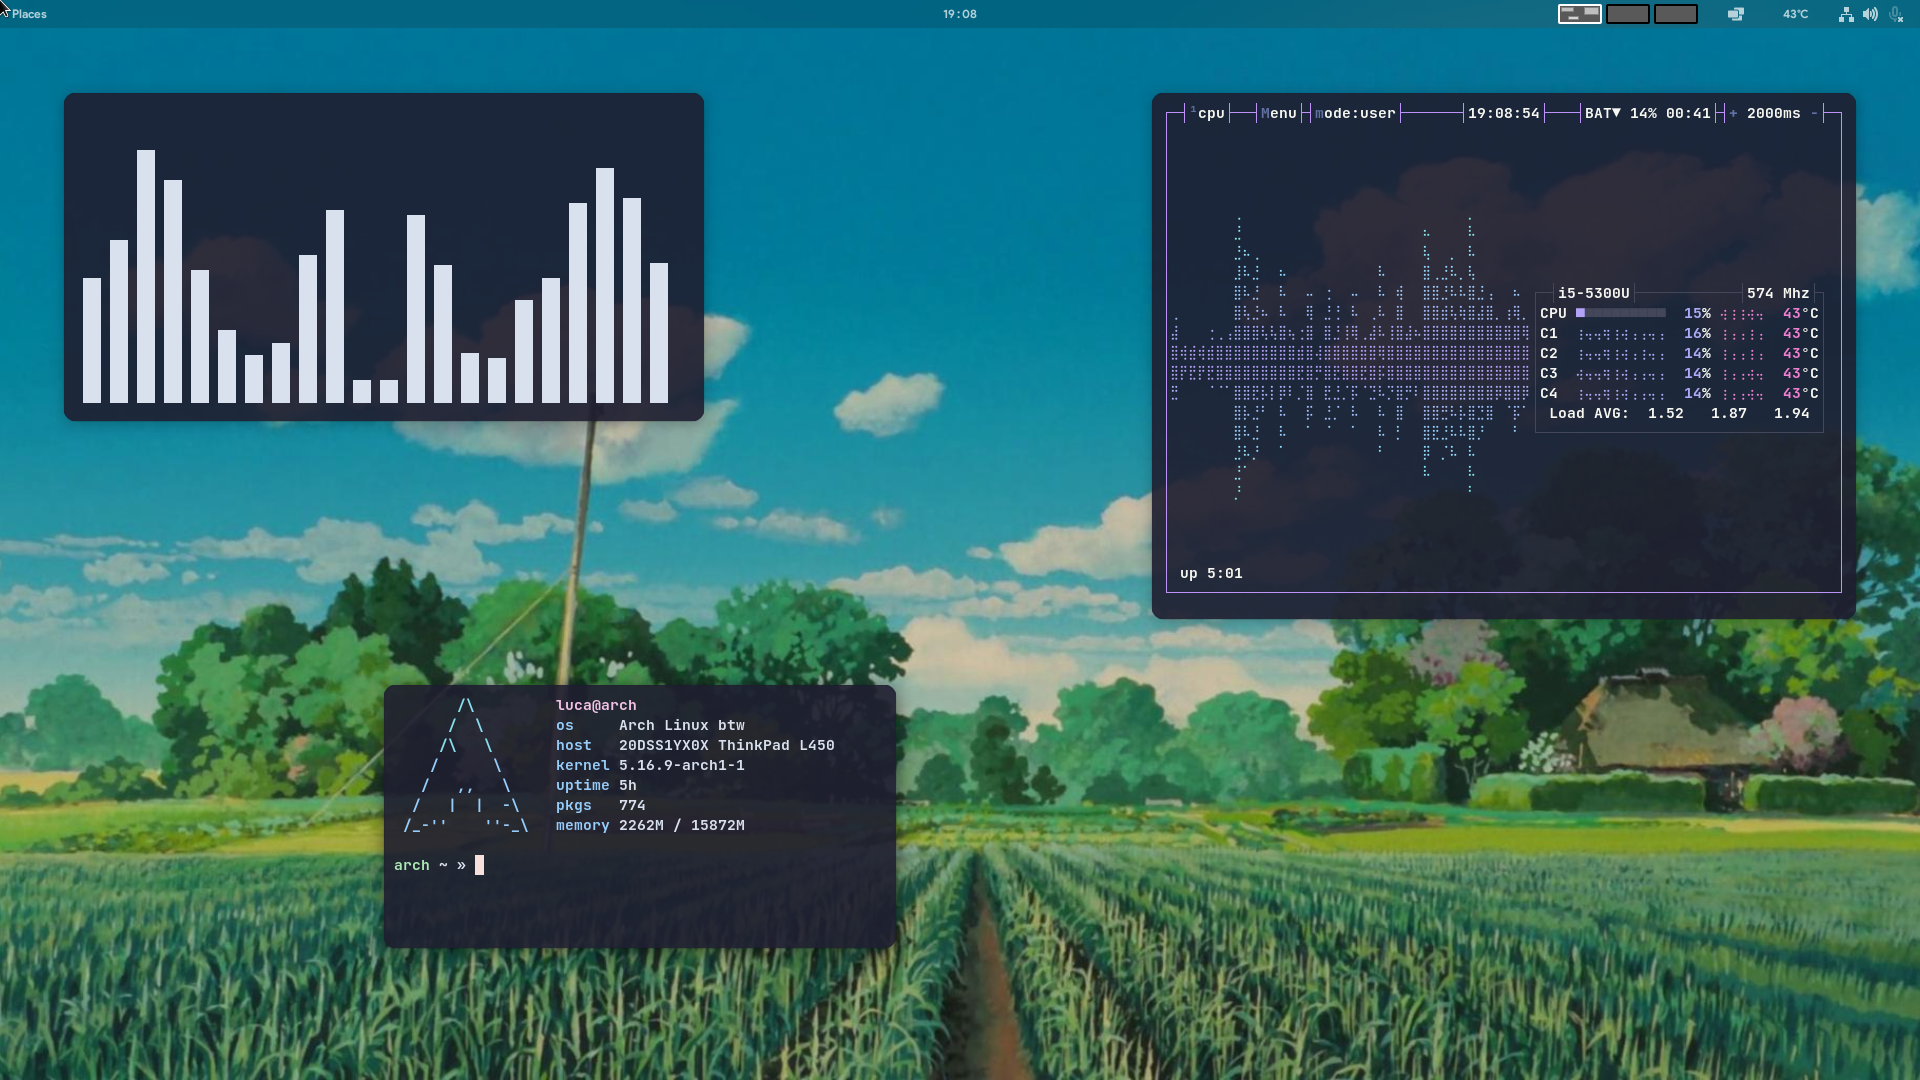 Places
19:08
43°C
¹cpu Menu mode:user 19:08:54 BAT▼ 14% 00:41 + 2000ms -
i5-5300U 574 Mhz
CPU 15% 43°C
C1 16% 43°C
C2 14% 43°C
C3 14% 43°C
C4 14% 43°C
Load AVG: 1.52 1.87 1.94
up 5:01
luca@arch
os Arch Linux btw
host 20DSS1YX0X ThinkPad L450
kernel 5.16.9-arch1-1
uptime 5h
pkgs 774
memory 2262M / 15872M
arch ~ »